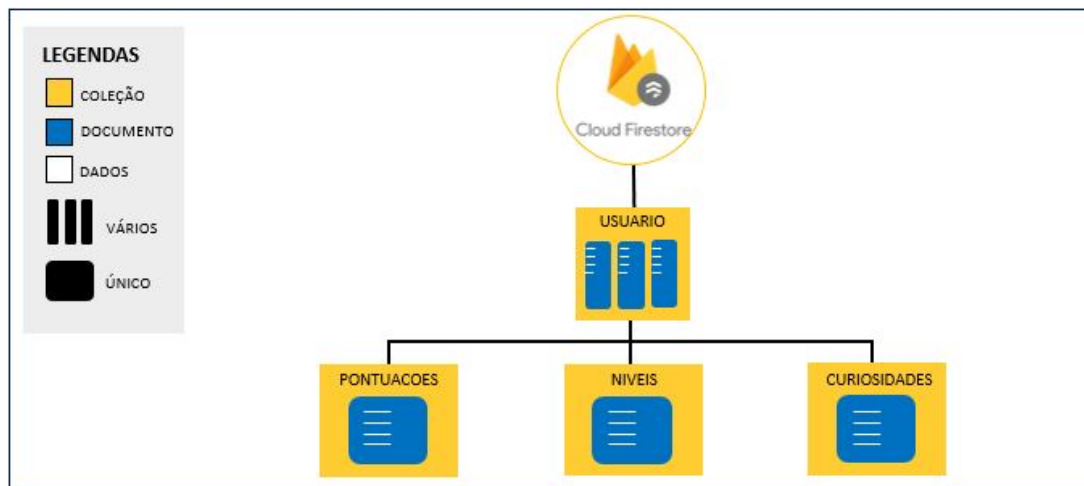 LEGENDAS
COLEÇÃO
DOCUMENTO
DADOS
VÁRIOS
ÚNICO
Cloud Firestore
USUARIO
PONTUACOES
NIVEIS
CURIOSIDADES